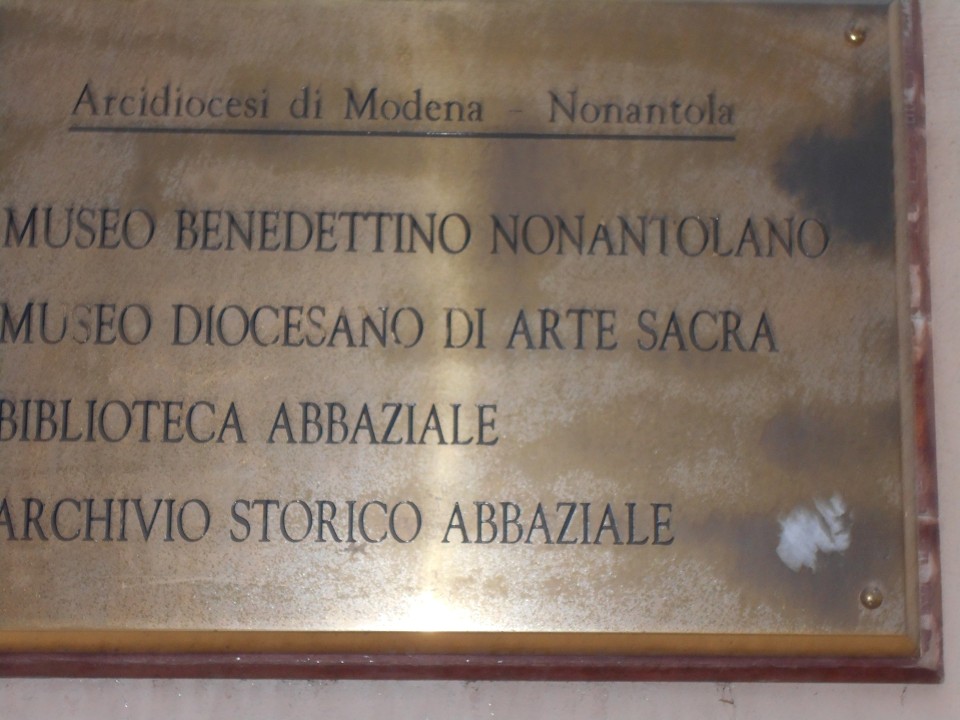 Arcidiocesi di Modena - Nonantola
MUSEO BENEDETTINO NONANTOLANO
MUSEO DIOCESANO DI ARTE SACRA
BIBLIOTECA ABBAZIALE
ARCHIVIO STORICO ABBAZIALE